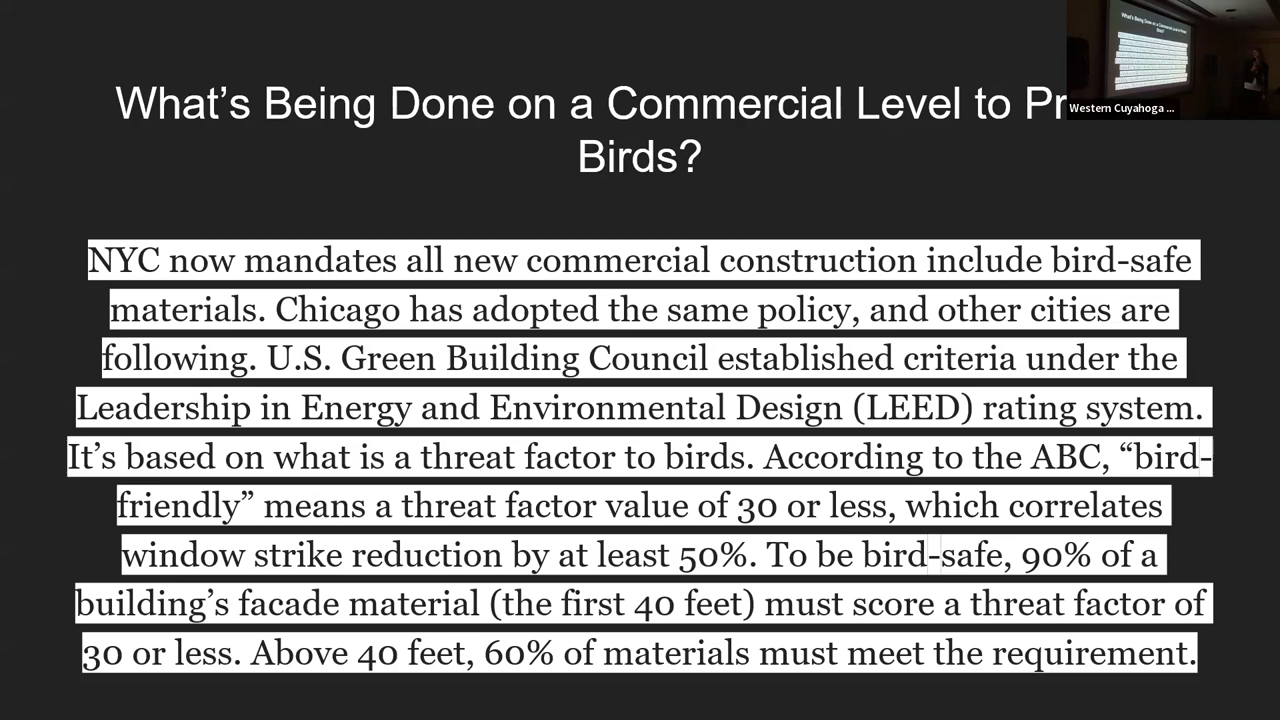 What’s Being Done on a Commercial Level to Pr
Birds?
Western Cuyahoga ...
NYC now mandates all new commercial construction include bird-safe
materials. Chicago has adopted the same policy, and other cities are
following. U.S. Green Building Council established criteria under the
Leadership in Energy and Environmental Design (LEED) rating system.
It’s based on what is a threat factor to birds. According to the ABC, “bird-
friendly” means a threat factor value of 30 or less, which correlates
window strike reduction by at least 50%. To be bird-safe, 90% of a
building’s facade material (the first 40 feet) must score a threat factor of
30 or less. Above 40 feet, 60% of materials must meet the requirement.